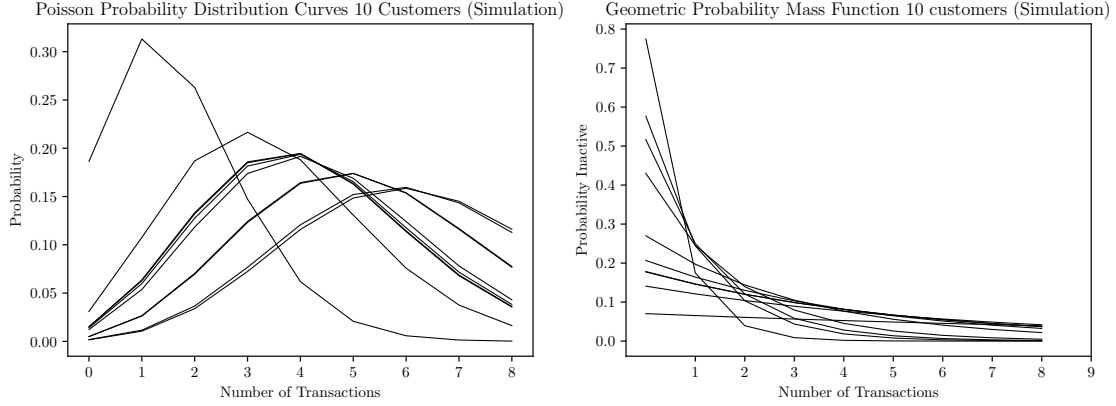 Poisson Probability Distribution Curves 10 Customers (Simulation)
Probability
0.30
0.25
0.20
0.15
0.10
0.05
0.00
0 1 2 3 4 5 6 7 8
Number of Transactions
Geometric Probability Mass Function 10 customers (Simulation)
Probability Inactive
0.8
0.7
0.6
0.5
0.4
0.3
0.2
0.1
0.0
1 2 3 4 5 6 7 8 9
Number of Transactions